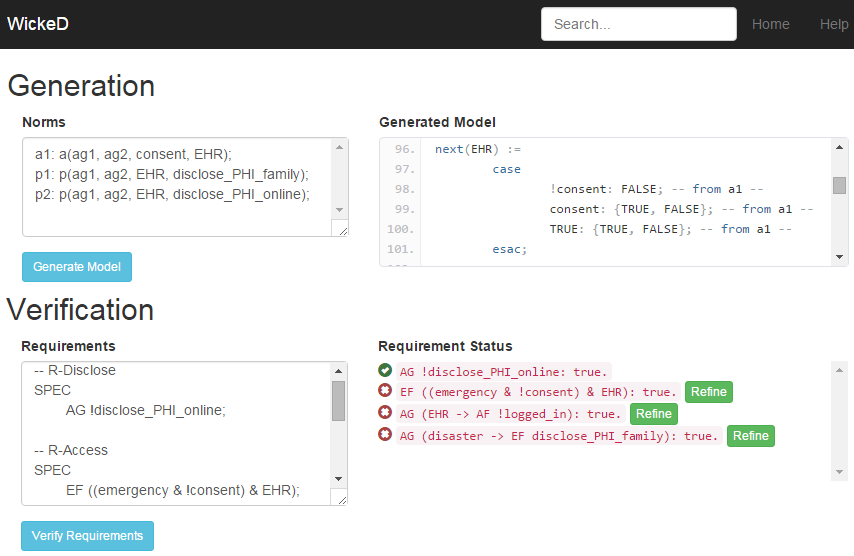 WickeD
Search...
Home
Help
Generation
Norms
a1: a(ag1, ag2, consent, EHR);
p1: p(ag1, ag2, EHR, disclose_PHI_family);
p2: p(ag1, ag2, EHR, disclose_PHI_online);
Generate Model
Generated Model
96. next(EHR) :=
97. case
98. !consent: FALSE; -- from a1 --
99. consent: {TRUE, FALSE}; -- from a1 --
100. TRUE: {TRUE, FALSE}; -- from a1 --
101. esac;
Verification
Requirements
-- R-Disclose
SPEC
AG !disclose_PHI_online;
-- R-Access
SPEC
EF ((emergency & !consent) & EHR);
Verify Requirements
Requirement Status
AG !disclose_PHI_online: true.
EF ((emergency & !consent) & EHR): true. Refine
AG (EHR -> AF !logged_in): true. Refine
AG (disaster -> EF disclose_PHI_family): true. Refine